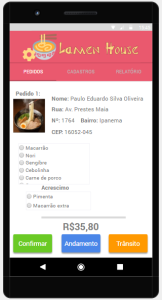 Lamen House
PEDIDOS CADASTROS RELATÓRIO
Pedido 1:
Nome: Paulo Eduardo Silva Oliveira
Rua: Av. Prestes Maia
Nº: 1764 Bairro: Ipanema
CEP: 16052-045
Macarrão
Nori
Gengibre
Cebolinha
Carne de porco
Acréscimo
Pimenta
Macarrão extra
R$35,80
Confirmar Andamento Trânsito